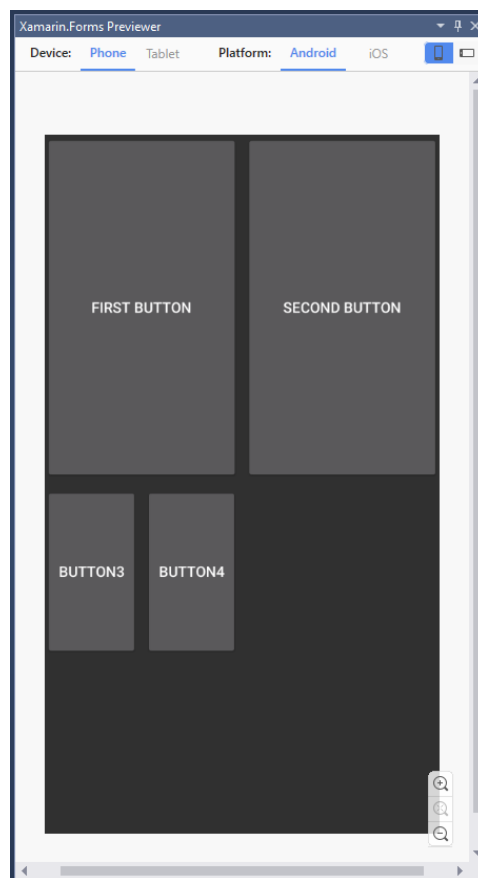 Xamarin.Forms Previewer
Device: Phone Tablet Platform: Android iOS
FIRST BUTTON SECOND BUTTON
BUTTON3 BUTTON4